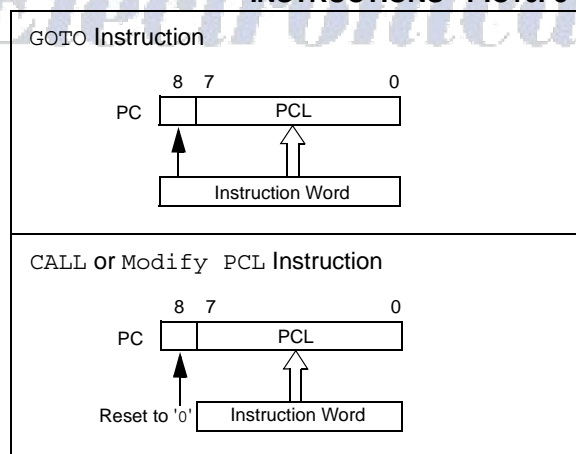 GOTO Instruction
8 7 0
PC PCL
Instruction Word
CALL or Modify PCL Instruction
8 7 0
PC PCL
Reset to '0' Instruction Word